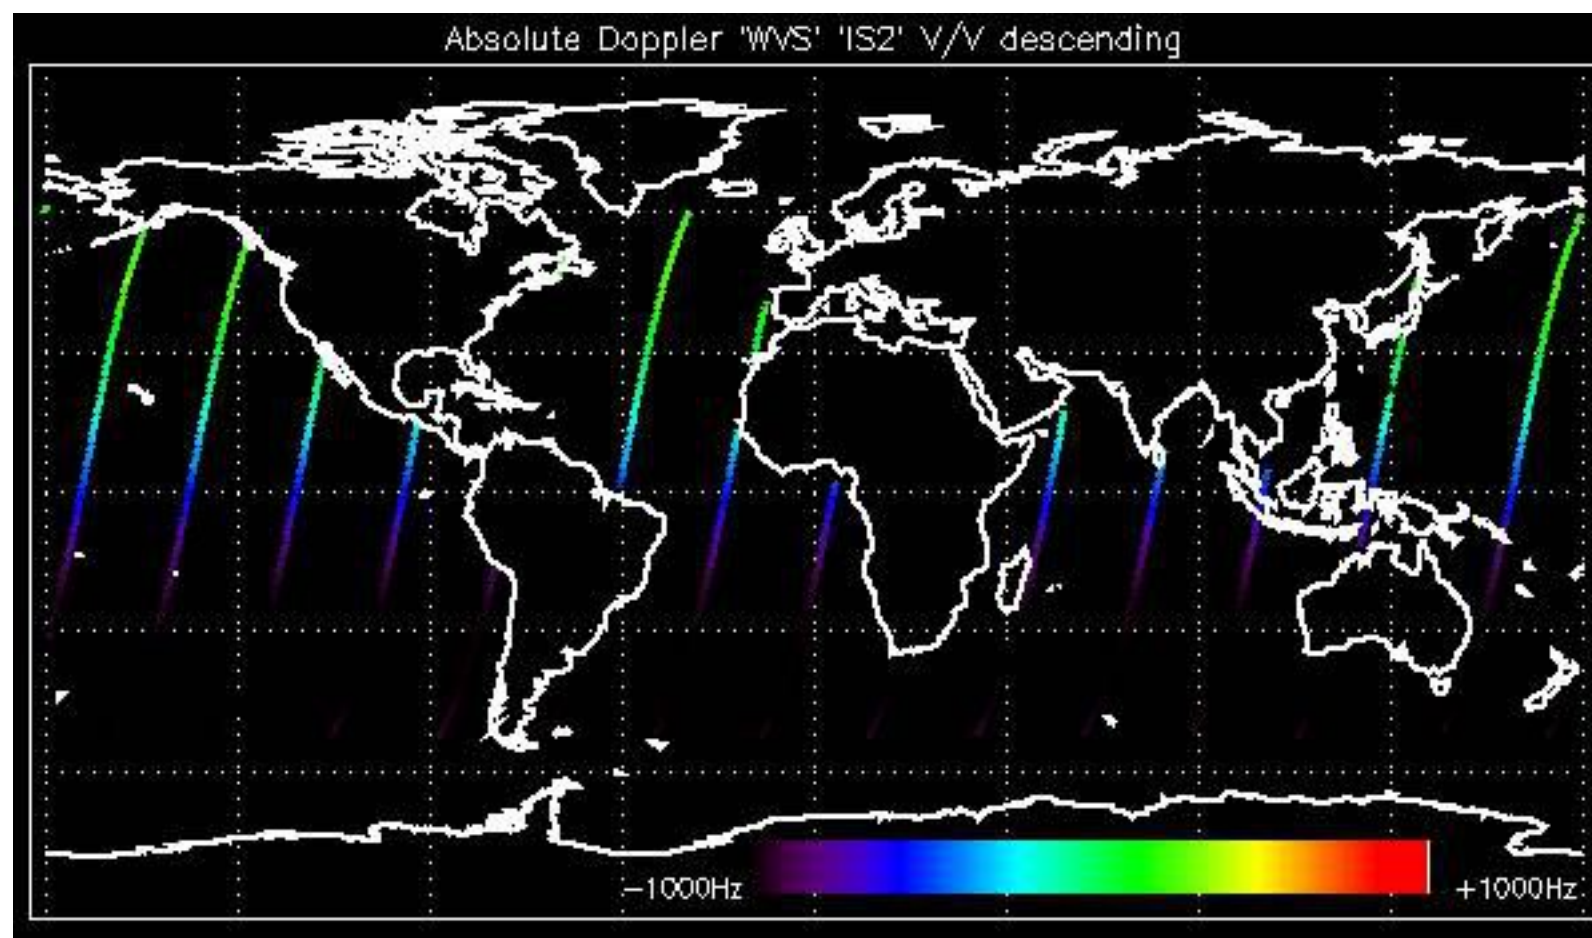 Absolute Doppler 'WVS' 'IS2' V/V descending
-1000Hz +1000Hz